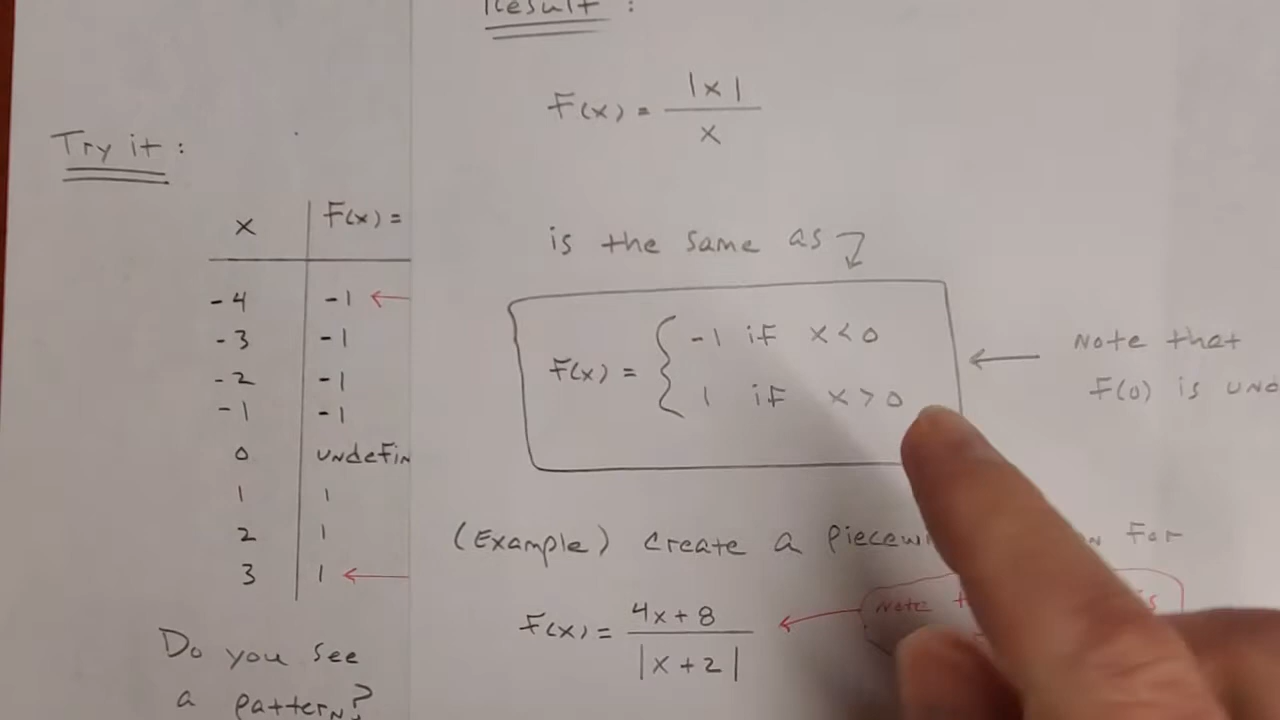 Try it :
x F(x) =
-4 -1
-3 -1
-2 -1
-1 -1
0 undefin
1 1
2 1
3 1
Do you see
a pattern?
Result :
F(x) = |x| / x
is the same as
F(x) = { -1 if x < 0
1 if x > 0
Note that
F(0) is und
(Example) create a for
F(x) = 4x + 8 / |x + 2|
Note